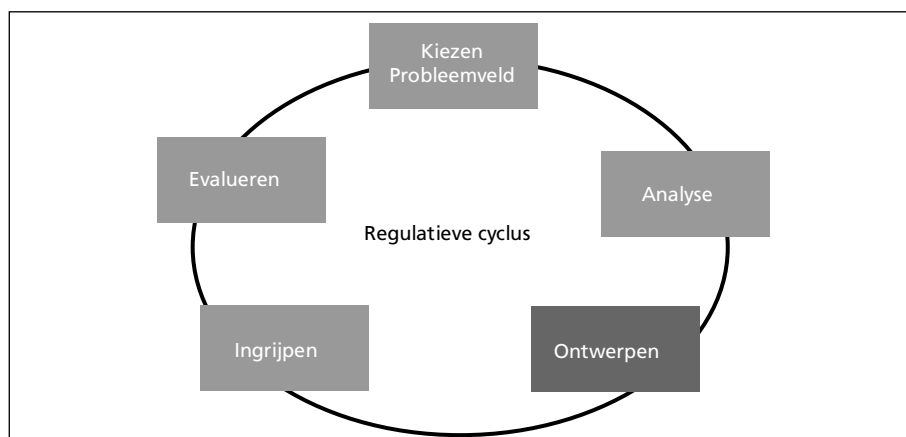 Kiezen
Probleemveld
Evalueren
Analyse
Regulatieve cyclus
Ingrijpen
Ontwerpen